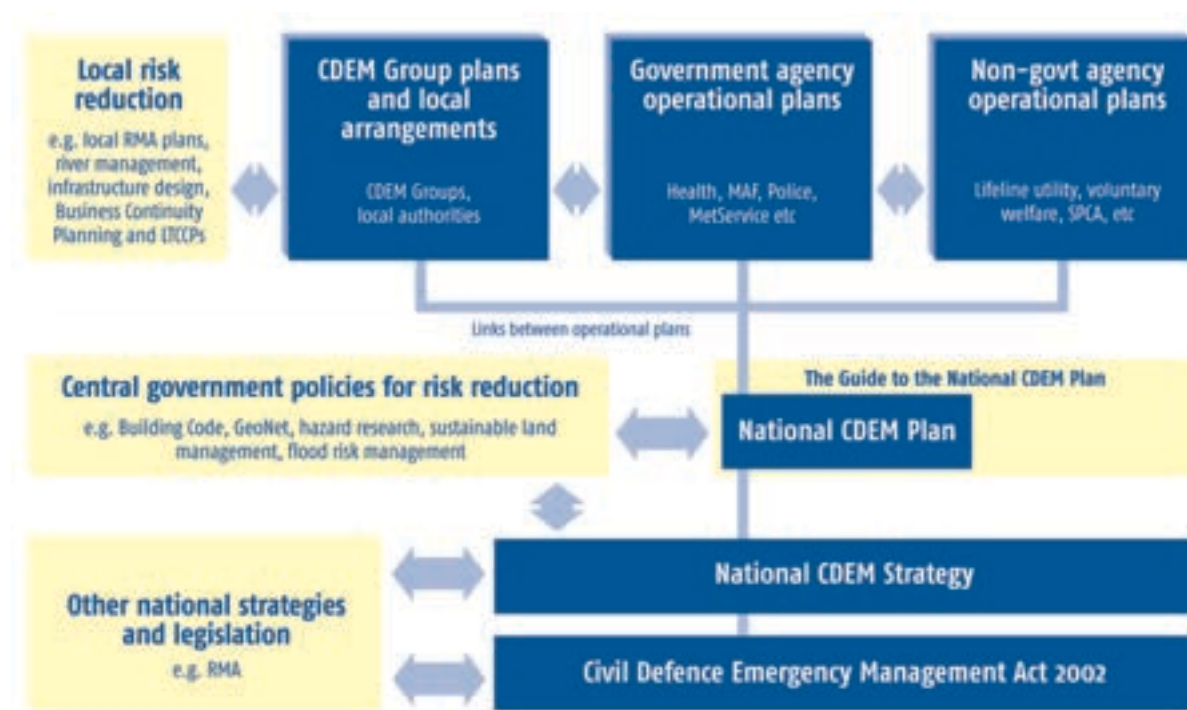 Local risk
reduction
e.g. local RMA plans,
river management,
infrastructure design,
Business Continuity
Planning and LTCCPs
CDEM Group plans
and local
arrangements
CDEM Groups,
local authorities
Government agency
operational plans
Health, MAF, Police,
MetService etc
Non-govt agency
operational plans
Lifeline utility, voluntary
welfare, SPCA, etc
Links between operational plans
Central government policies for risk reduction
e.g. Building Code, GeoNet, hazard research, sustainable land
management, flood risk management
The Guide to the National CDEM Plan
National CDEM Plan
Other national strategies
and legislation
e.g. RMA
National CDEM Strategy
Civil Defence Emergency Management Act 2002